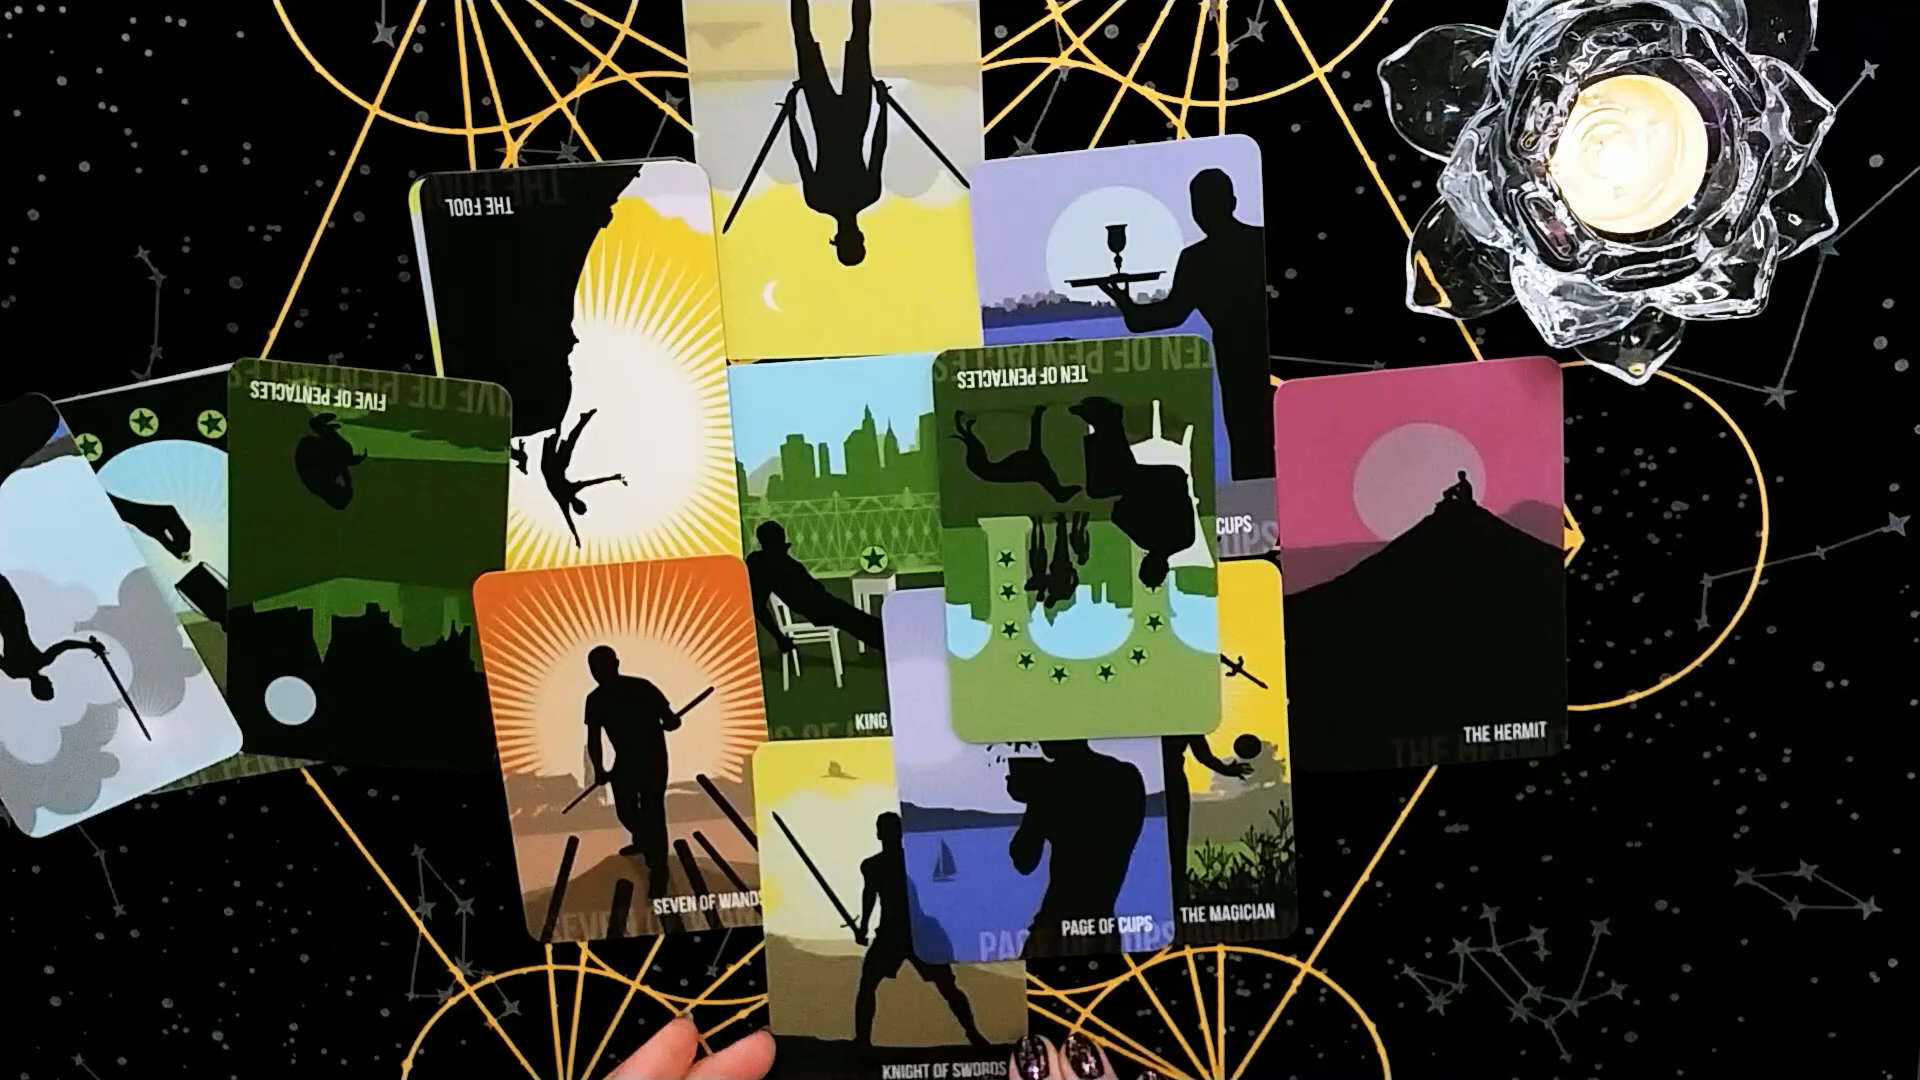 THE FOOL
TEN OF PENTACLES
FIVE OF PENTACLES
CUPS
KING
THE HERMIT
SEVEN OF WANDS
PAGE OF CUPS
THE MAGICIAN
KNIGHT OF SWORDS